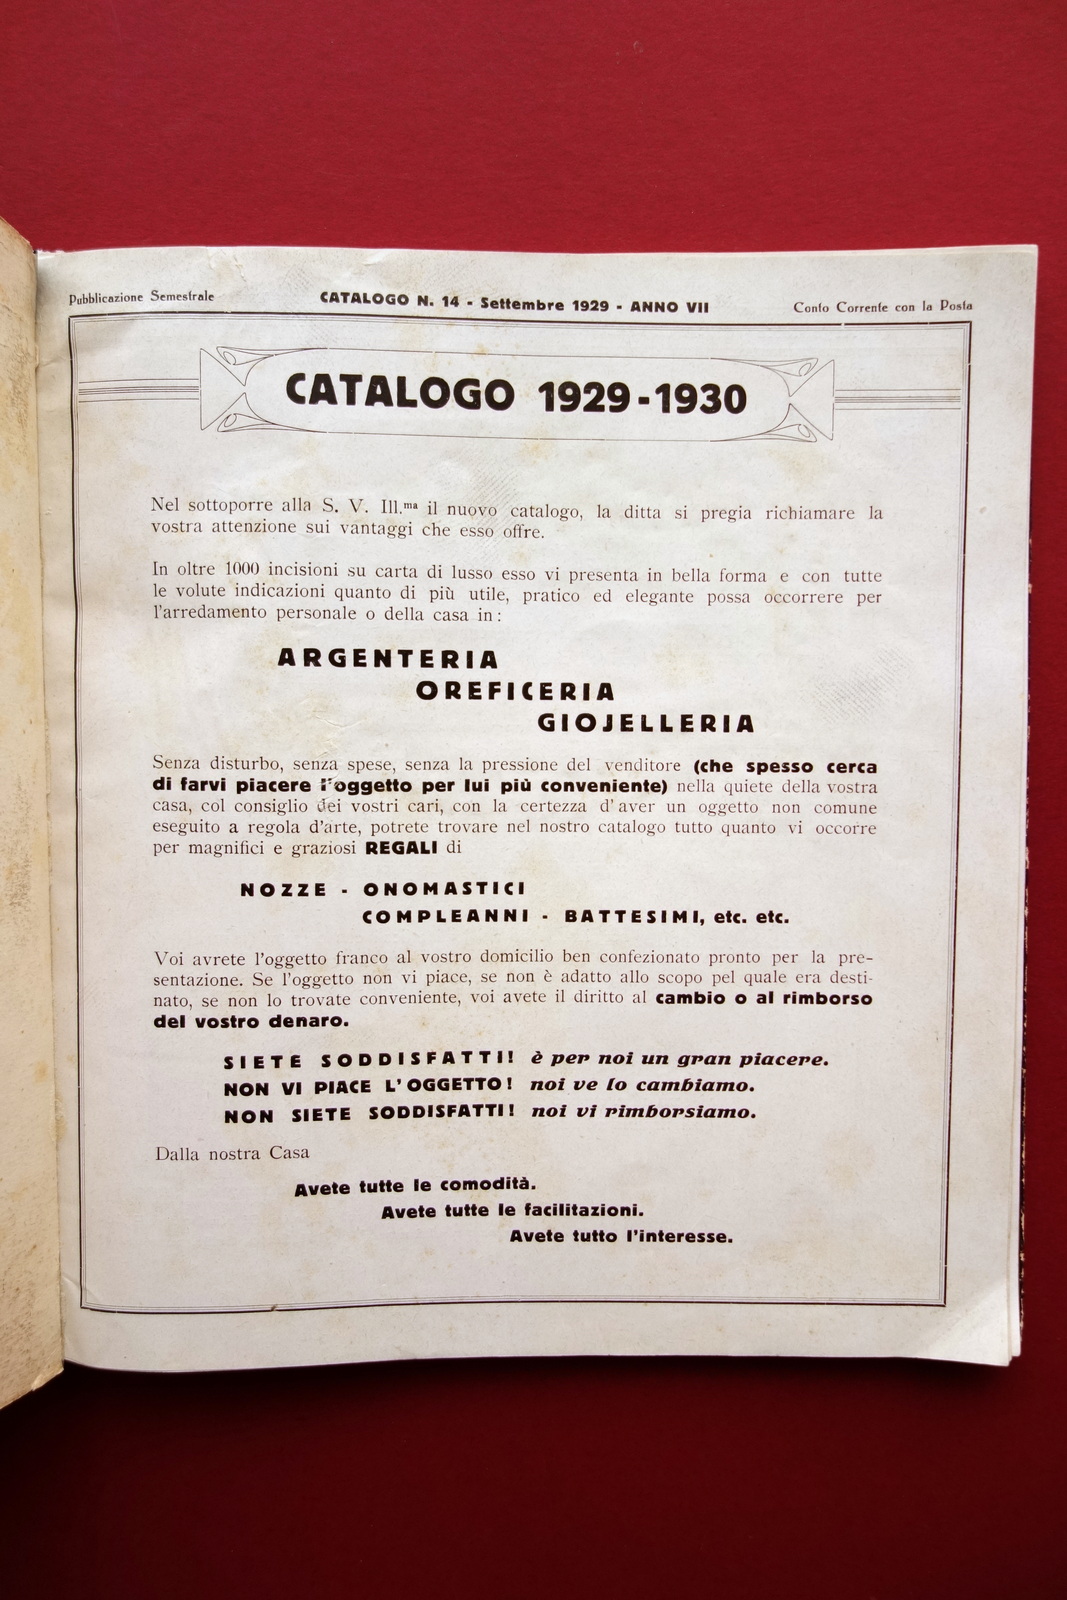 Pubblicazione Semestrale
CATALOGO N. 14 - Settembre 1929 - ANNO VII
Conto Corrente con la Posta
CATALOGO 1929-1930
Nel sottoporre alla S. V. Ill.ma il nuovo catalogo, la ditta si pregia richiamare la
vostra attenzione sui vantaggi che esso offre.
In oltre 1000 incisioni su carta di lusso esso vi presenta in bella forma e con tutte
le volute indicazioni quanto di più utile, pratico ed elegante possa occorrere per
l'arredamento personale o della casa in:
ARGENTERIA
OREFICERIA
GIOJELLERIA
Senza disturbo, senza spese, senza la pressione del venditore (che spesso cerca
di farvi piacere l'oggetto per lui più conveniente) nella quiete della vostra
casa, col consiglio dei vostri cari, con la certezza d'aver un oggetto non comune
eseguito a regola d'arte, potrete trovare nel nostro catalogo tutto quanto vi occorre
per magnifici e graziosi REGALI di
NOZZE - ONOMASTICI
COMPLEANNI - BATTESIMI, etc. etc.
Voi avrete l'oggetto franco al vostro domicilio ben confezionato pronto per la pre-
sentazione. Se l'oggetto non vi piace, se non è adatto allo scopo pel quale era desti-
nato, se non lo trovate conveniente, voi avete il diritto al cambio o al rimborso
del vostro denaro.
SIETE SODDISFATTI! è per noi un gran piacere.
NON VI PIACE L'OGGETTO! noi ve lo cambiamo.
NON SIETE SODDISFATTI! noi vi rimborsiamo.
Dalla nostra Casa
Avete tutte le comodità.
Avete tutte le facilitazioni.
Avete tutto l'interesse.